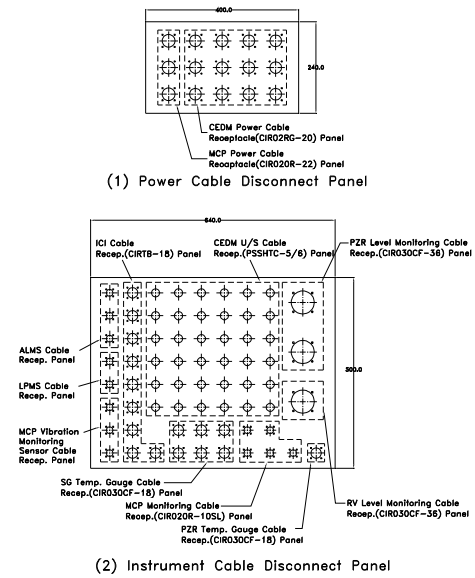 400.0
240.0
CEDM Power Cable
Receptacle(CIR02RG-20) Panel
MCP Power Cable
Reoaptacle(CIR020R-22) Panel
(1) Power Cable Disconnect Panel
640.0
ICI Cable
Recep.(CIRTB-18) Panel
CEDM U/S Cable
Recep.(PSSHTC-5/6) Panel
PZR Level Monitoring Cable
Recep.(CIR030CF-36) Panel
500.0
ALMS Cable
Recep. Panel
LPMS Cable
Recep. Panel
MCP Vibration
Monitoring
Sensor Cable
Recep. Panel
SG Temp. Gauge Cable
Recep.(CIR030CF-18) Panel
MCP Monitoring Cable
Recep.(CIR020R-10SL) Panel
PZR Temp. Gauge Cable
Recep.(CIR030CF-18) Panel
RV Level Monitoring Cable
Recep.(CIR030CF-36) Panel
(2) Instrument Cable Disconnect Panel